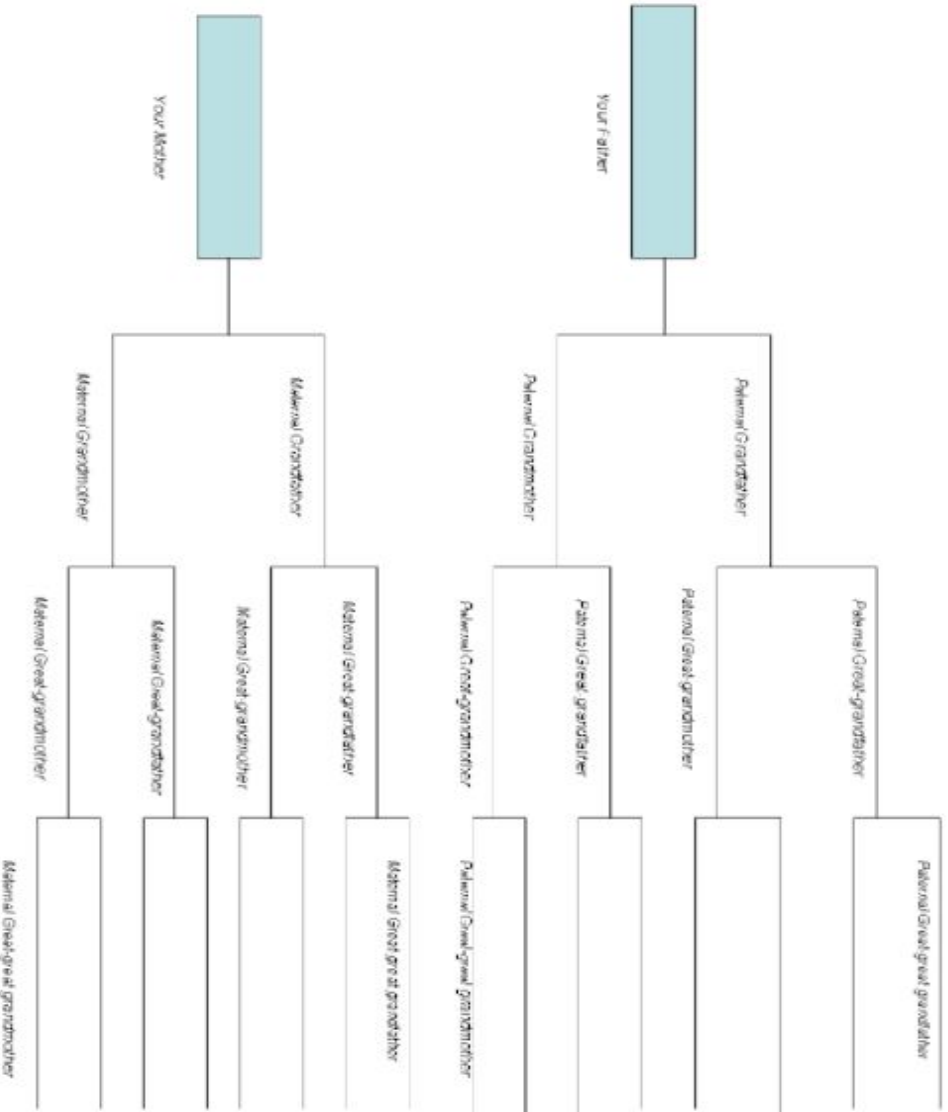 Paternal Great-great grandfather
Paternal Great-grandfather
Paternal Grandfather
Paternal Great-grandmother
Your Father
Paternal Great-grandfather
Paternal Grandmother
Paternal Great-grandmother
Paternal Great-great grandmother
Maternal Great-great grandfather
Maternal Great-grandfather
Maternal Grandfather
Maternal Great-grandmother
Your Mother
Maternal Great-grandfather
Maternal Grandmother
Maternal Great-grandmother
Maternal Great-great grandmother